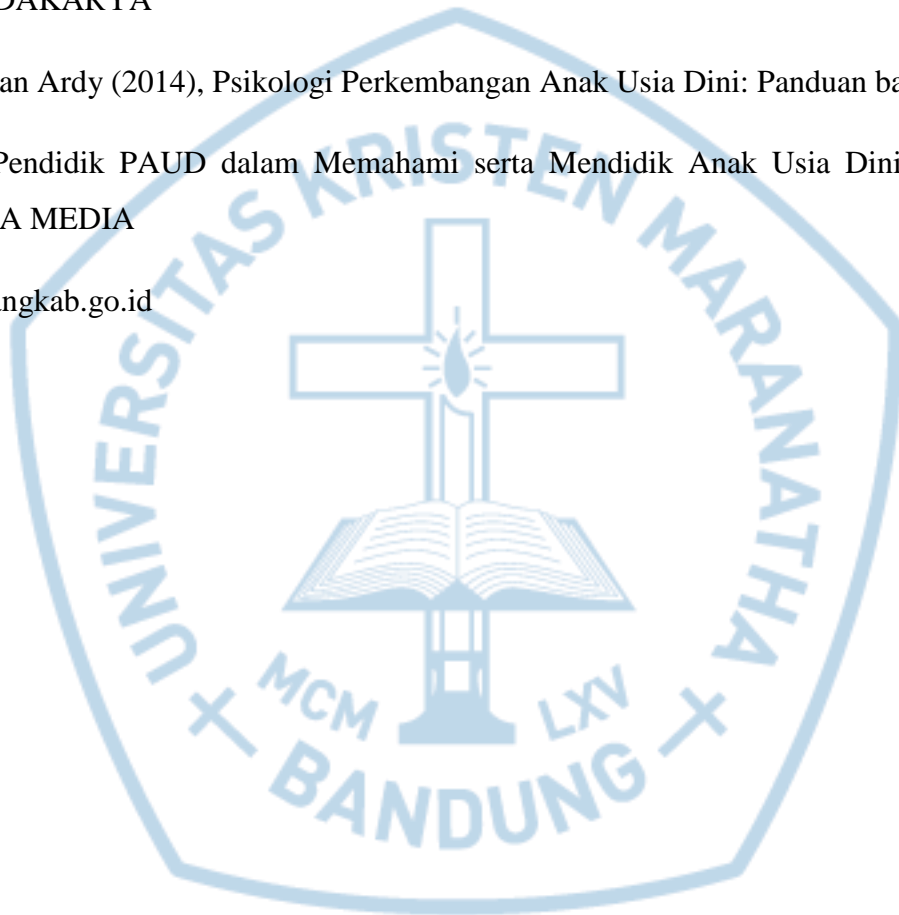 an Ardy (2014), Psikologi Perkembangan Anak Usia Dini: Panduan ba
Pendidik PAUD dalam Memahami serta Mendidik Anak Usia Dini
A MEDIA
angkab.go.id
UNIVERSITAS KRISTEN MARANATHA
MCM LXV
BANDUNG